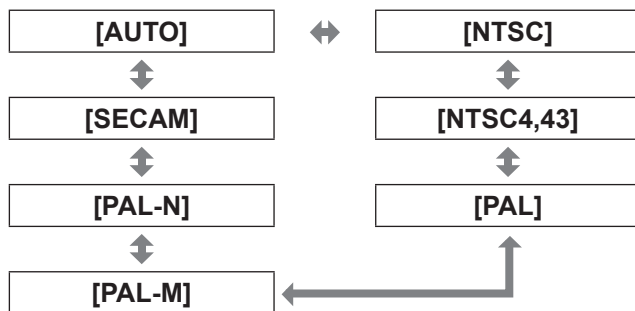 [AUTO] [NTSC]
[SECAM] [NTSC4,43]
[PAL-N] [PAL]
[PAL-M]